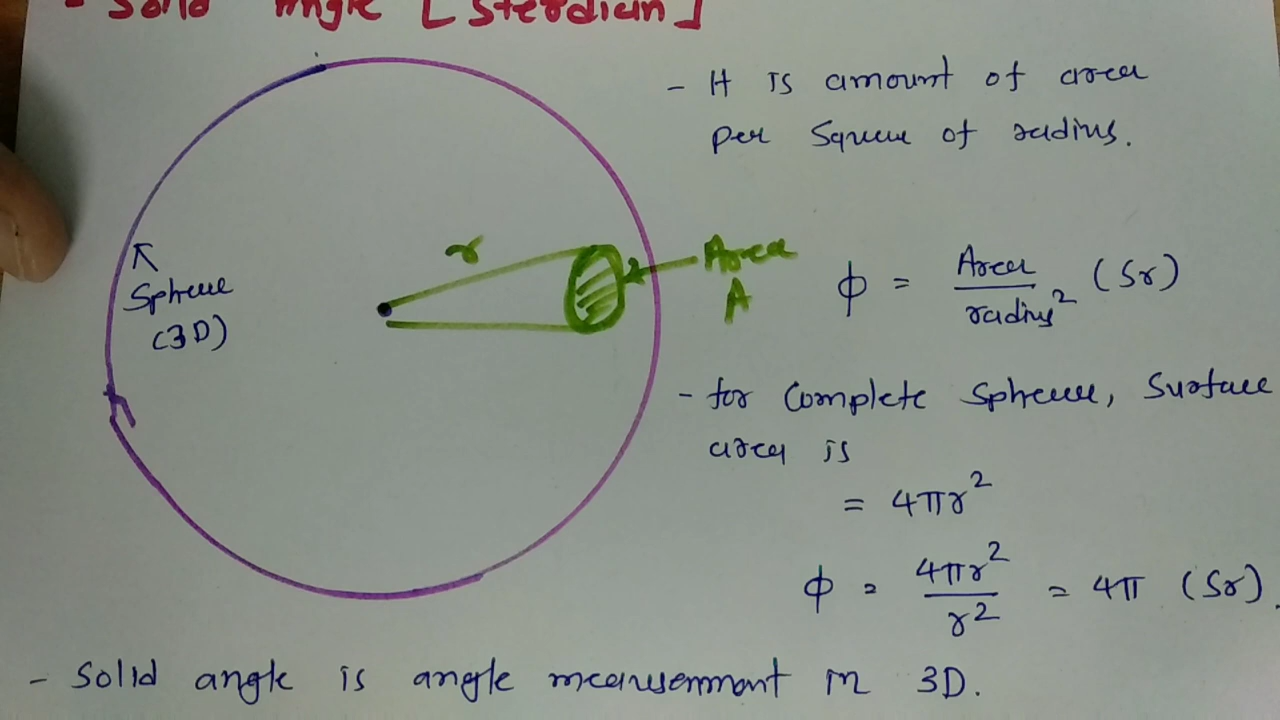 - Solid Angle [Steradian]
- It is amount of area
per Square of radius.
r
Area
A
Sphere
(3D)
ϕ = Area / radius² (Sr)
- for Complete Sphere, Surface
area is
= 4πr²
ϕ = 4πr² / r² = 4π (Sr).
- Solid angle is angle measurement in 3D.